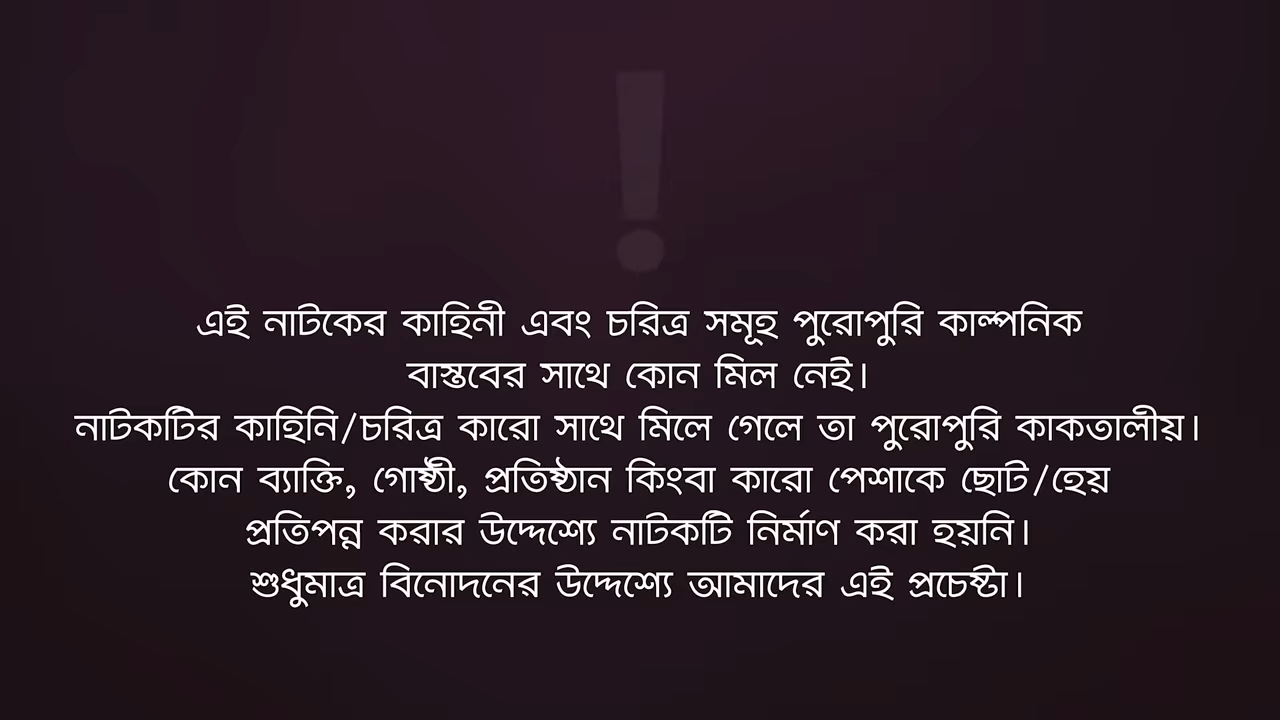 এই নাটকের কাহিনী এবং চরিত্র সমূহ পুরোপুরি কাল্পনিক
বাস্তবের সাথে কোন মিল নেই।
নাটকটির কাহিনি/চরিত্র কারো সাথে মিলে গেলে তা পুরোপুরি কাকতালীয়।
কোন ব্যাক্তি, গোষ্ঠী, প্রতিষ্ঠান কিংবা কারো পেশাকে ছোট/হেয়
প্রতিপন্ন করার উদ্দেশ্যে নাটকটি নির্মাণ করা হয়নি।
শুধুমাত্র বিনোদনের উদ্দেশ্যে আমাদের এই প্রচেষ্টা।